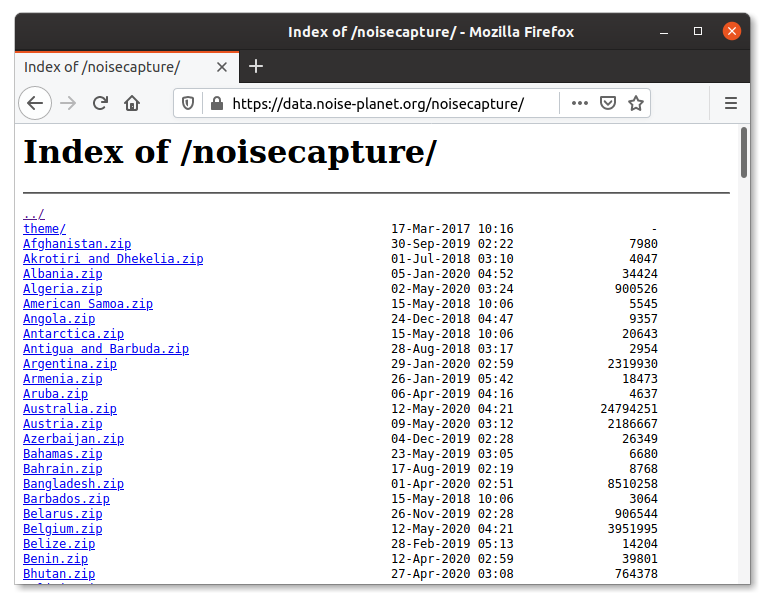 Index of /noisecapture/ - Mozilla Firefox
Index of /noisecapture/
https://data.noise-planet.org/noisecapture/
Index of /noisecapture/
../
theme/ 17-Mar-2017 10:16 -
Afghanistan.zip 30-Sep-2019 02:22 7980
Akrotiri and Dhekelia.zip 01-Jul-2018 03:10 4047
Albania.zip 05-Jan-2020 04:52 34424
Algeria.zip 02-May-2020 03:24 900526
American Samoa.zip 15-May-2018 10:06 5545
Angola.zip 24-Dec-2018 04:47 9357
Antarctica.zip 15-May-2018 10:06 20643
Antigua and Barbuda.zip 28-Aug-2018 03:17 2954
Argentina.zip 29-Jan-2020 02:59 2319930
Armenia.zip 26-Jan-2019 05:42 18473
Aruba.zip 06-Apr-2019 04:16 4637
Australia.zip 12-May-2020 04:21 24794251
Austria.zip 09-May-2020 03:12 2186667
Azerbaijan.zip 04-Dec-2019 02:28 26349
Bahamas.zip 23-May-2019 03:05 6680
Bahrain.zip 17-Aug-2019 02:19 8768
Bangladesh.zip 01-Apr-2020 02:51 8510258
Barbados.zip 15-May-2018 10:06 3064
Belarus.zip 26-Nov-2019 02:28 906544
Belgium.zip 12-May-2020 04:21 3951995
Belize.zip 28-Feb-2019 05:13 14204
Benin.zip 12-Apr-2020 02:59 39801
Bhutan.zip 27-Apr-2020 03:08 764378